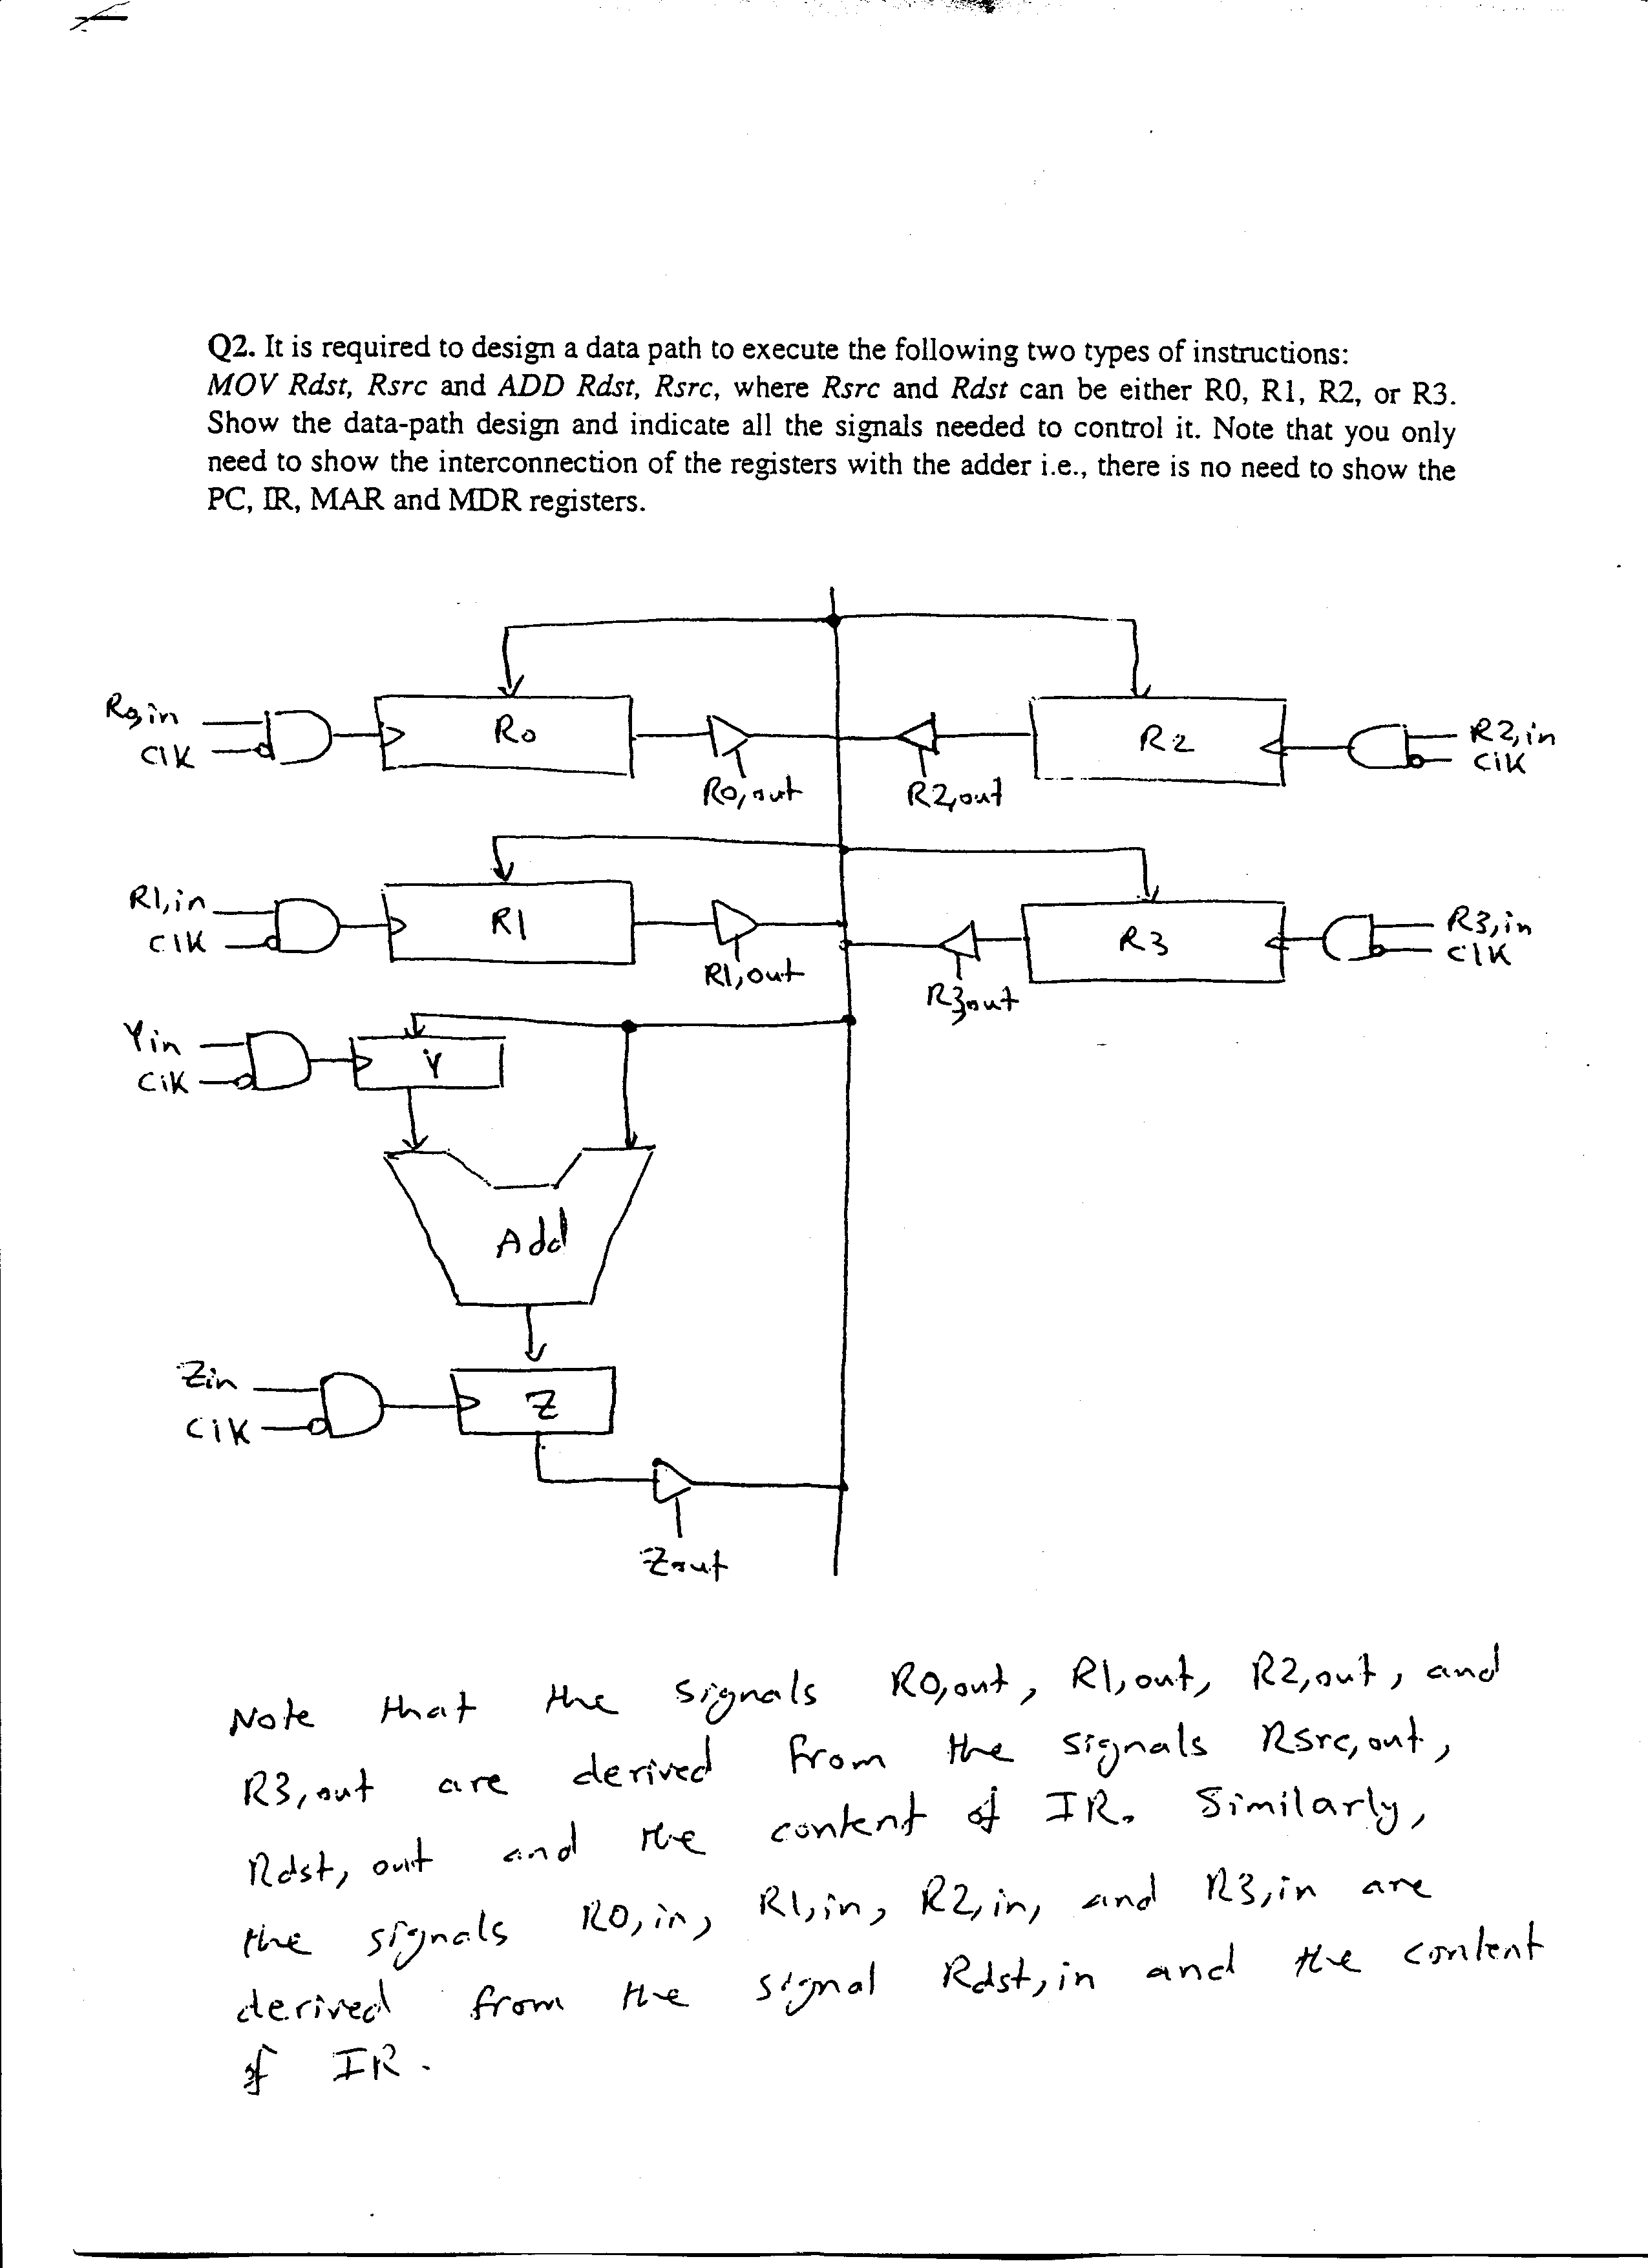 Q2. It is required to design a data path to execute the following two types of instructions:
MOV Rdst, Rsrc and ADD Rdst, Rsrc, where Rsrc and Rdst can be either R0, R1, R2, or R3.
Show the data-path design and indicate all the signals needed to control it. Note that you only
need to show the interconnection of the registers with the adder i.e., there is no need to show the
PC, IR, MAR and MDR registers.
R0,in
Clk
R0
R0,out
R2,out
R2
R2,in
Clk
R1,in
Clk
R1
R1,out
R3out
R3
R3,in
Clk
Yin
Clk
Y
Add
Zin
Clk
Z
Zout
Note that the signals R0,out, R1,out, R2,out, and
R3,out are derived from the signals Rsrc,out,
Rdst, out and the content of IR. Similarly,
the signals R0,in, R1,in, R2,in, and R3,in are
derived from the signal Rdst,in and the content
of IR.